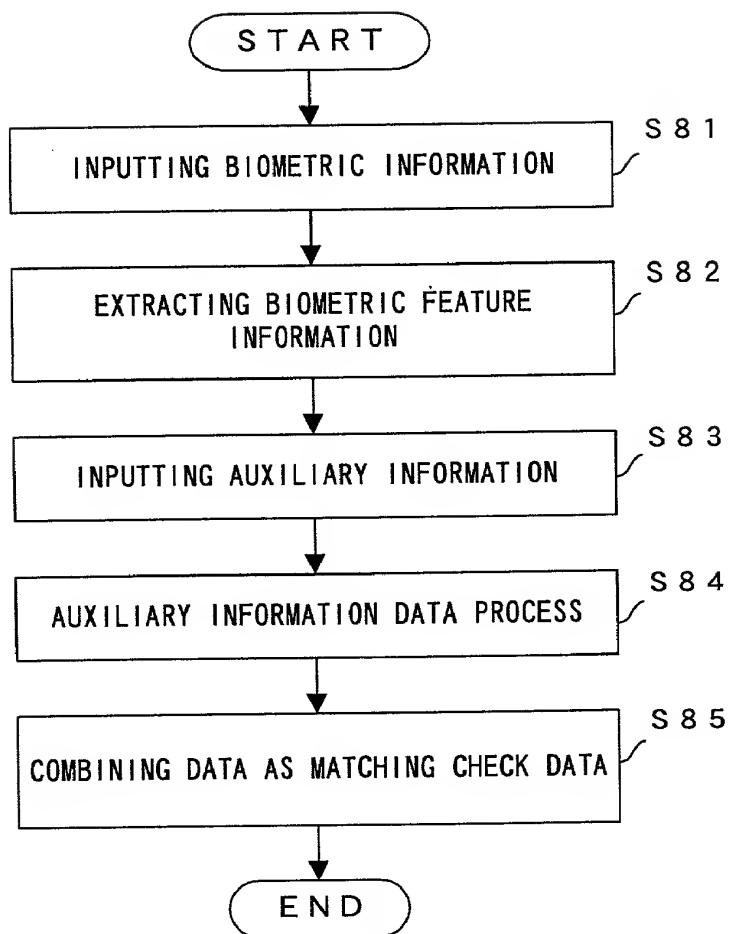 START
S81
INPUTTING BIOMETRIC INFORMATION
S82
EXTRACTING BIOMETRIC FEATURE
INFORMATION
S83
INPUTTING AUXILIARY INFORMATION
S84
AUXILIARY INFORMATION DATA PROCESS
S85
COMBINING DATA AS MATCHING CHECK DATA
END